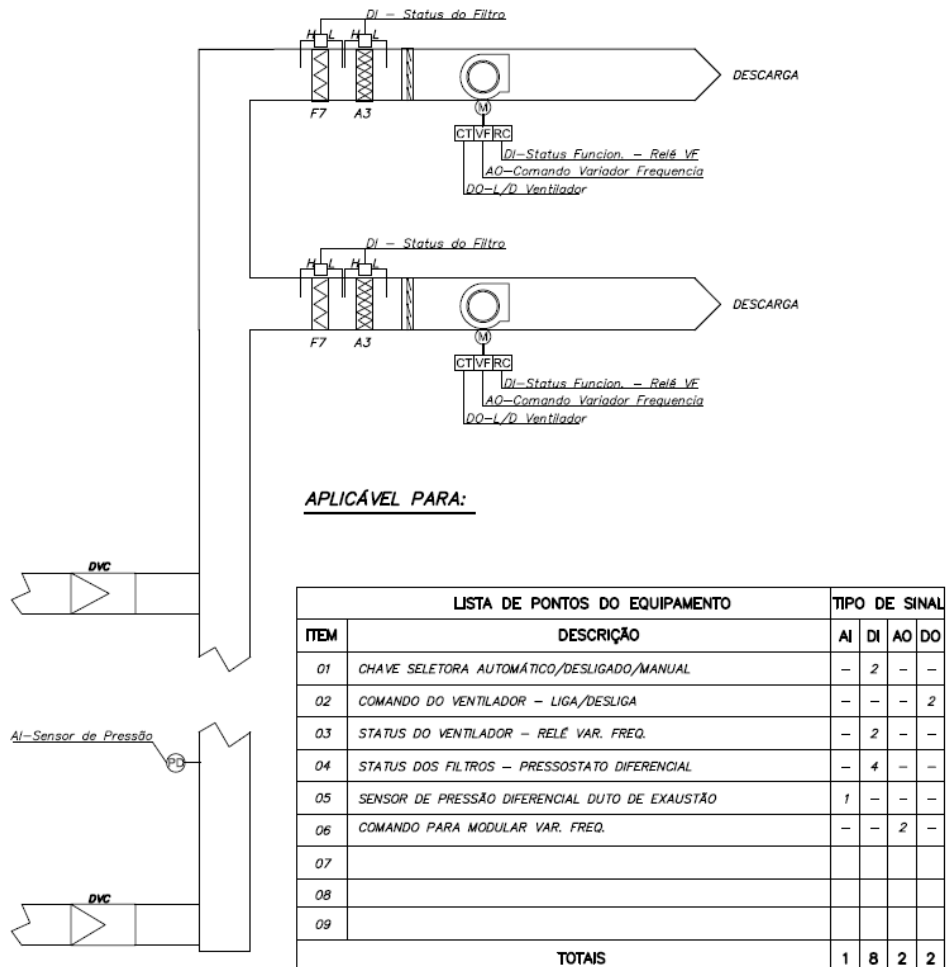 DI – Status do Filtro
H L H L
F7 A3
DESCARGA
M
CT VF RC
DI–Status Funcion. – Relé VF
AO–Comando Variador Frequencia
DO–L/D Ventilador
DI – Status do Filtro
H L H L
F7 A3
DESCARGA
M
CT VF RC
DI–Status Funcion. – Relé VF
AO–Comando Variador Frequencia
DO–L/D Ventilador
APLICÁVEL PARA:
DVC
AI–Sensor de Pressão
PD
DVC
LISTA DE PONTOS DO EQUIPAMENTO TIPO DE SINAL
ITEM DESCRIÇÃO AI DI AO DO
01 CHAVE SELETORA AUTOMÁTICO/DESLIGADO/MANUAL – 2 – –
02 COMANDO DO VENTILADOR – LIGA/DESLIGA – – – 2
03 STATUS DO VENTILADOR – RELÉ VAR. FREQ. – 2 – –
04 STATUS DOS FILTROS – PRESSOSTATO DIFERENCIAL – 4 – –
05 SENSOR DE PRESSÃO DIFERENCIAL DUTO DE EXAUSTÃO 1 – – –
06 COMANDO PARA MODULAR VAR. FREQ. – – 2 –
07
08
09
TOTAIS 1 8 2 2